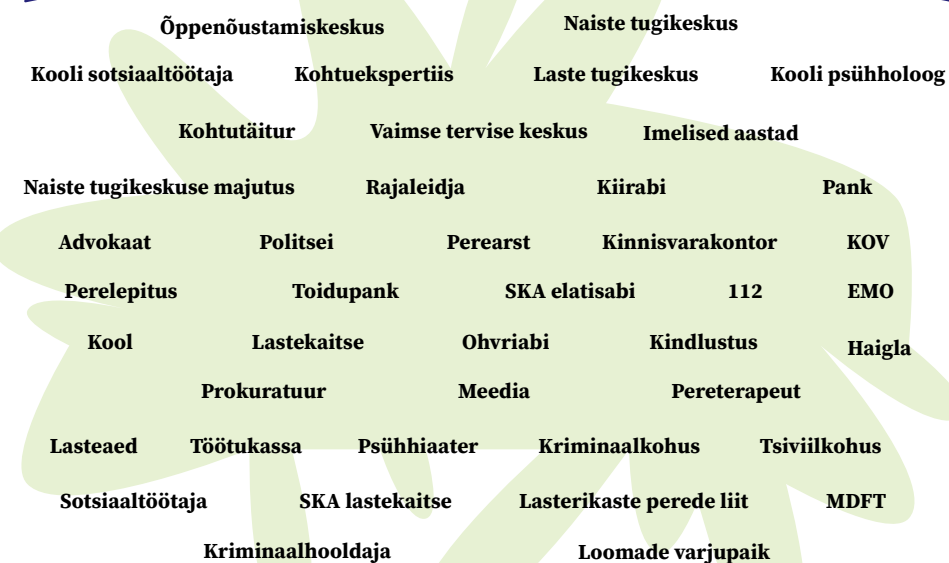 Õppenõustamiskeskus Naiste tugikeskus
Kooli sotsiaaltöötaja Kohtuekspertiis Laste tugikeskus Kooli psühholoog
Kohtutäitur Vaimse tervise keskus Imelised aastad
Naiste tugikeskuse majutus Rajaleidja Kiirabi Pank
Advokaat Politsei Perearst Kinnisvarakontor KOV
Perelepitus Toidupank SKA elatisabi 112 EMO
Kool Lastekaitse Ohvriabi Kindlustus Haigla
Prokuratuur Meedia Pereterapeut
Lasteaed Töötukassa Psühhiaater Kriminaalkohus Tsiviilkohus
Sotsiaaltöötaja SKA lastekaitse Lasterikaste perede liit MDFT
Kriminaalhooldaja Loomade varjupaik